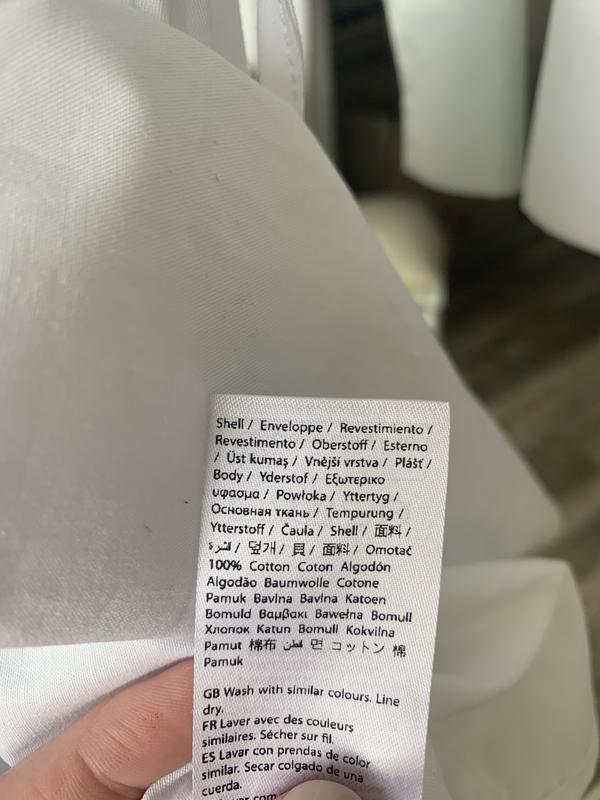 Shell / Enveloppe / Revestimiento /
Revestimento / Oberstoff / Esterno
/ Üst kumaş / Vnější vrstva / Plášť /
Body / Yderstof / Εξωτερικο
υφασμα / Powłoka / Yttertyg /
Основная ткань / Tempurung /
Ytterstoff / Čaula / Shell / 面料 /
قشرة / 덮개 / 貝 / 面料 / Omotač
100% Cotton Coton Algodón
Algodão Baumwolle Cotone
Pamuk Bavlna Bavlna Katoen
Bomuld Βαμβακι Bawełna Bomull
Хлопок Katun Bomull Kokvilna
Pamut 棉布 قطن 면 コットン 棉
Pamuk
GB Wash with similar colours. Line
dry.
FR Laver avec des couleurs
similaires. Sécher sur fil.
ES Lavar con prendas de color
similar. Secar colgado de una
cuerda.